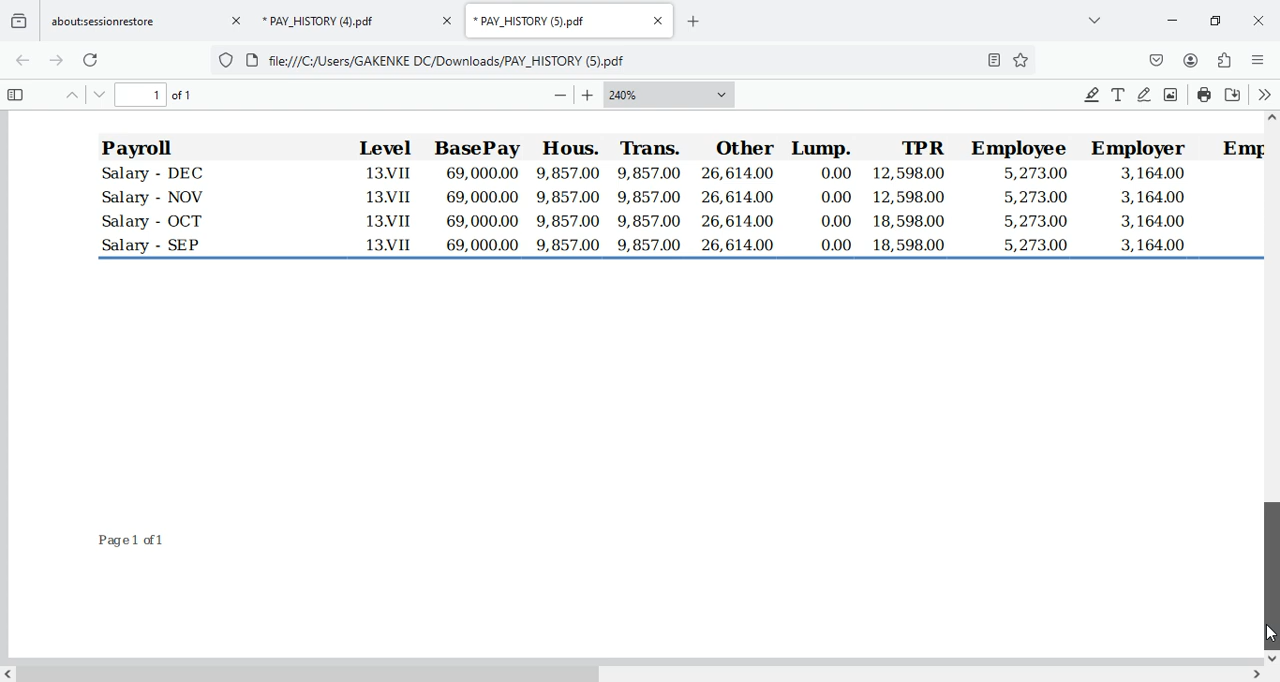 about:sessionrestore
* PAY_HISTORY (4).pdf
* PAY_HISTORY (5).pdf
file:///C:/Users/GAKENKE DC/Downloads/PAY_HISTORY (5).pdf
1 of 1
240%
Payroll Level BasePay Hous. Trans. Other Lump. TPR Employee Employer Emp
Salary - DEC 13.VII 69,000.00 9,857.00 9,857.00 26,614.00 0.00 12,598.00 5,273.00 3,164.00
Salary - NOV 13.VII 69,000.00 9,857.00 9,857.00 26,614.00 0.00 12,598.00 5,273.00 3,164.00
Salary - OCT 13.VII 69,000.00 9,857.00 9,857.00 26,614.00 0.00 18,598.00 5,273.00 3,164.00
Salary - SEP 13.VII 69,000.00 9,857.00 9,857.00 26,614.00 0.00 18,598.00 5,273.00 3,164.00
Page 1 of 1